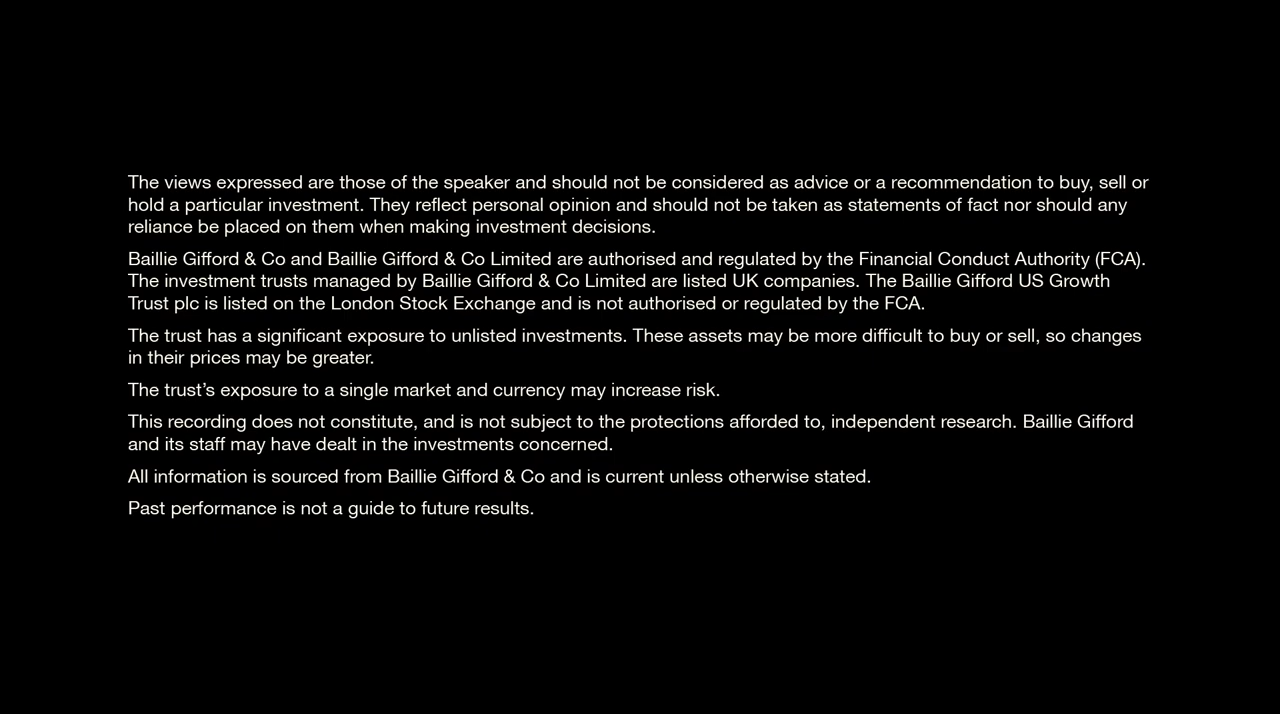 The views expressed are those of the speaker and should not be considered as advice or a recommendation to buy, sell or
hold a particular investment. They reflect personal opinion and should not be taken as statements of fact nor should any
reliance be placed on them when making investment decisions.
Baillie Gifford & Co and Baillie Gifford & Co Limited are authorised and regulated by the Financial Conduct Authority (FCA).
The investment trusts managed by Baillie Gifford & Co Limited are listed UK companies. The Baillie Gifford US Growth
Trust plc is listed on the London Stock Exchange and is not authorised or regulated by the FCA.
The trust has a significant exposure to unlisted investments. These assets may be more difficult to buy or sell, so changes
in their prices may be greater.
The trust’s exposure to a single market and currency may increase risk.
This recording does not constitute, and is not subject to the protections afforded to, independent research. Baillie Gifford
and its staff may have dealt in the investments concerned.
All information is sourced from Baillie Gifford & Co and is current unless otherwise stated.
Past performance is not a guide to future results.